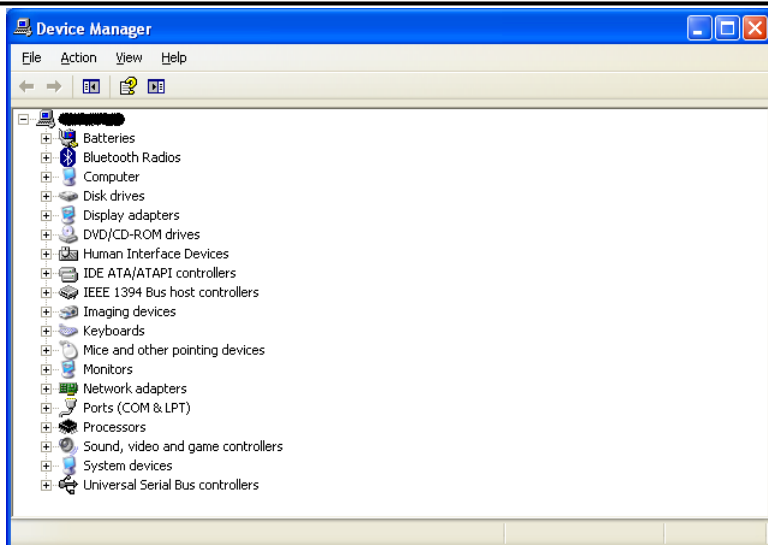 Device Manager
File Action View Help
Batteries
Bluetooth Radios
Computer
Disk drives
Display adapters
DVD/CD-ROM drives
Human Interface Devices
IDE ATA/ATAPI controllers
IEEE 1394 Bus host controllers
Imaging devices
Keyboards
Mice and other pointing devices
Monitors
Network adapters
Ports (COM & LPT)
Processors
Sound, video and game controllers
System devices
Universal Serial Bus controllers